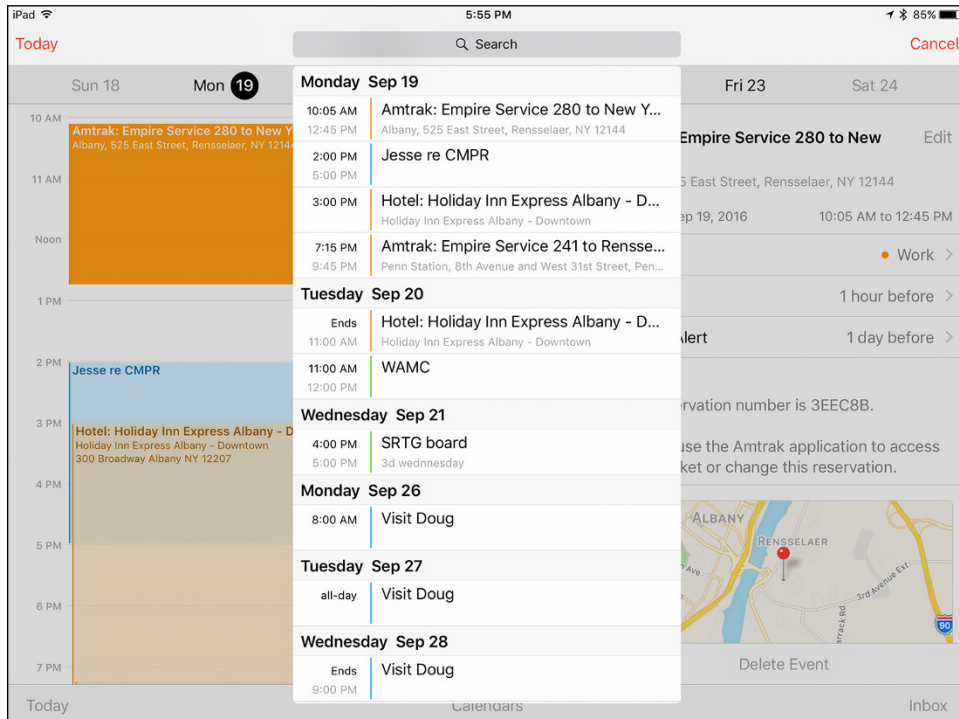 iPad 5:55 PM 85%
Today Search Cancel
Sun 18 Mon 19 Fri 23 Sat 24
10 AM
11 AM
Noon
1 PM
2 PM
3 PM
4 PM
5 PM
6 PM
7 PM
Amtrak: Empire Service 280 to New Y
Albany, 525 East Street, Rensselaer, NY 1214
Jesse re CMPR
Hotel: Holiday Inn Express Albany - D
Holiday Inn Express Albany - Downtown
300 Broadway Albany NY 12207
Monday Sep 19
10:05 AM Amtrak: Empire Service 280 to New Y...
12:45 PM Albany, 525 East Street, Rensselaer, NY 12144
2:00 PM Jesse re CMPR
5:00 PM
3:00 PM Hotel: Holiday Inn Express Albany - D...
Holiday Inn Express Albany - Downtown
7:15 PM Amtrak: Empire Service 241 to Rensse...
9:45 PM Penn Station, 8th Avenue and West 31st Street, Pen...
Tuesday Sep 20
Ends Hotel: Holiday Inn Express Albany - D...
11:00 AM Holiday Inn Express Albany - Downtown
11:00 AM WAMC
12:00 PM
Wednesday Sep 21
4:00 PM SRTG board
5:00 PM 3d wednnesday
Monday Sep 26
8:00 AM Visit Doug
Tuesday Sep 27
all-day Visit Doug
Wednesday Sep 28
Ends Visit Doug
9:00 PM
Empire Service 280 to New Edit
5 East Street, Rensselaer, NY 12144
ep 19, 2016 10:05 AM to 12:45 PM
Work
1 hour before
Alert 1 day before
ervation number is 3EEC8B.
use the Amtrak application to access
ket or change this reservation.
ALBANY
RENSSELAER
Ave
3rd Avenue Ext
arrack Rd
90
Delete Event
Today Calendars Inbox